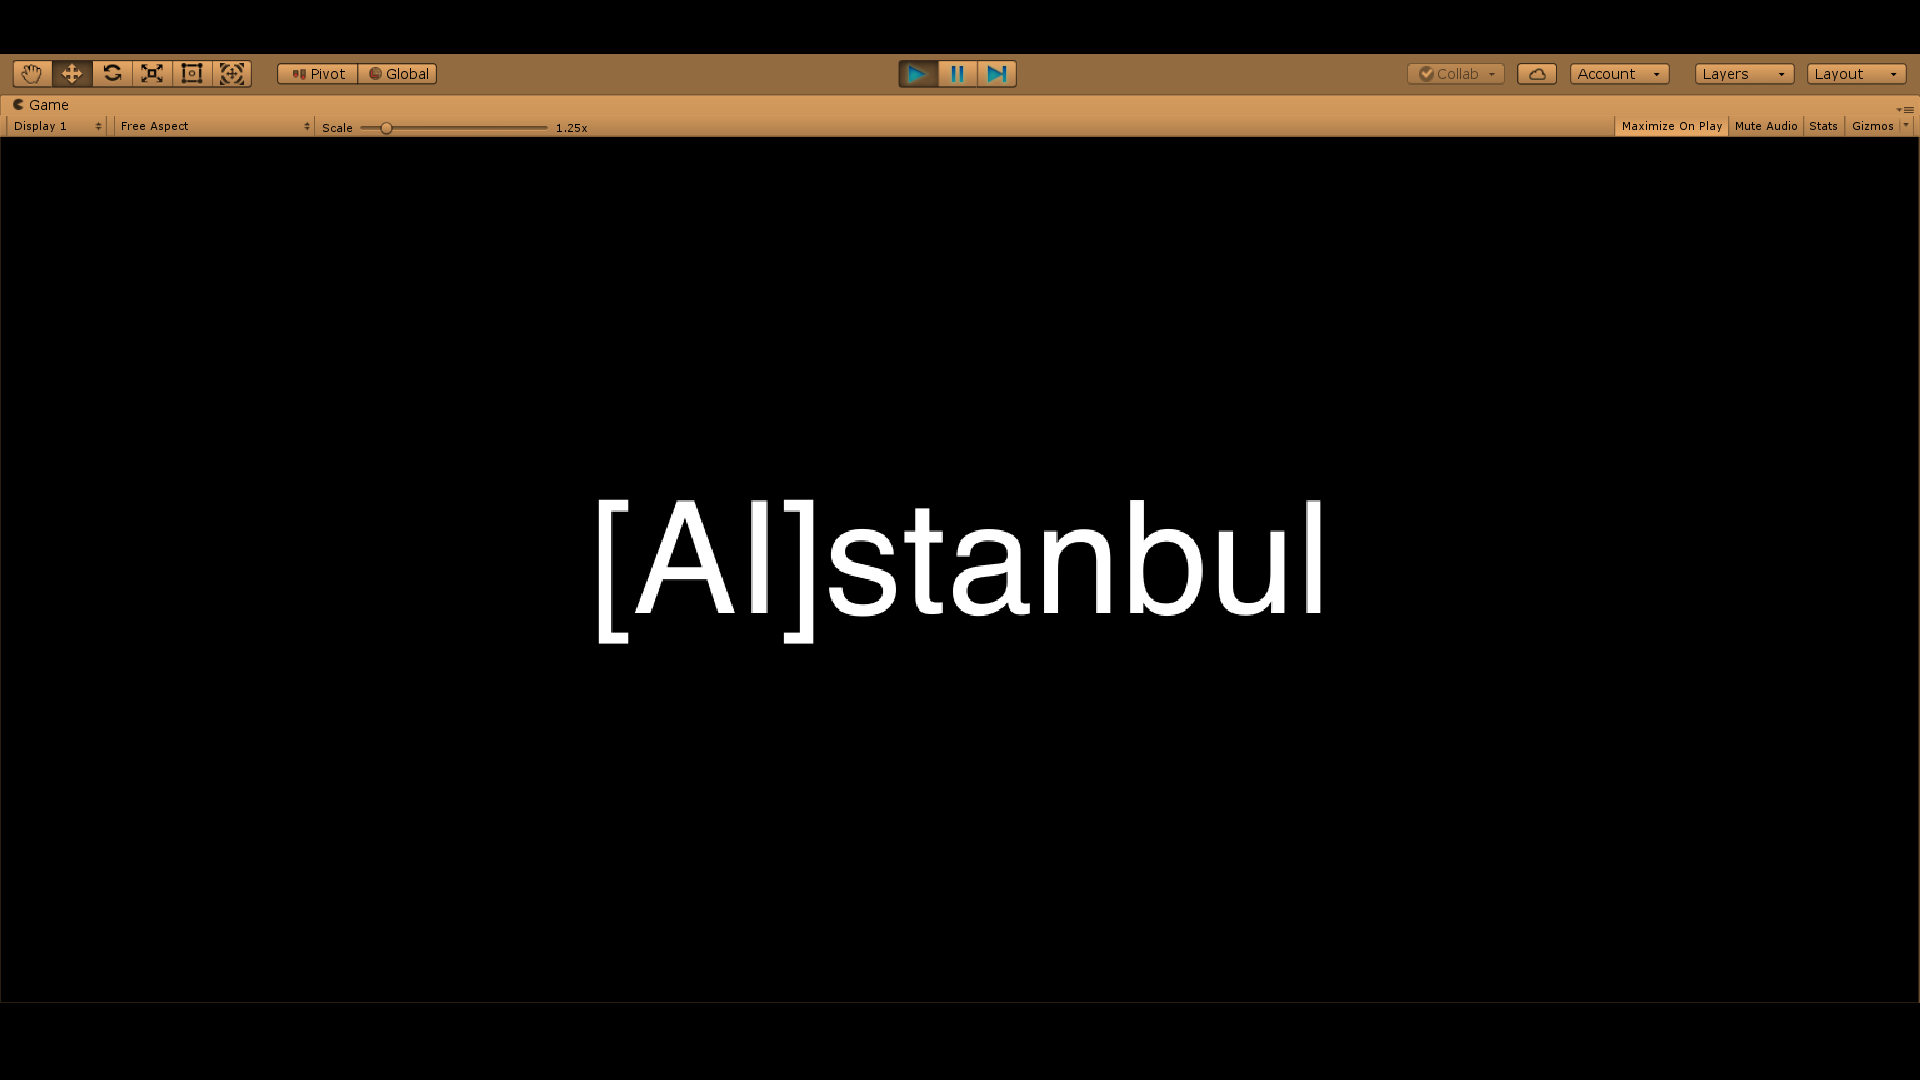 Pivot Global Collab Account Layers Layout
Game
Display 1 Free Aspect Scale 1.25x Maximize On Play Mute Audio Stats Gizmos
[AI]stanbul